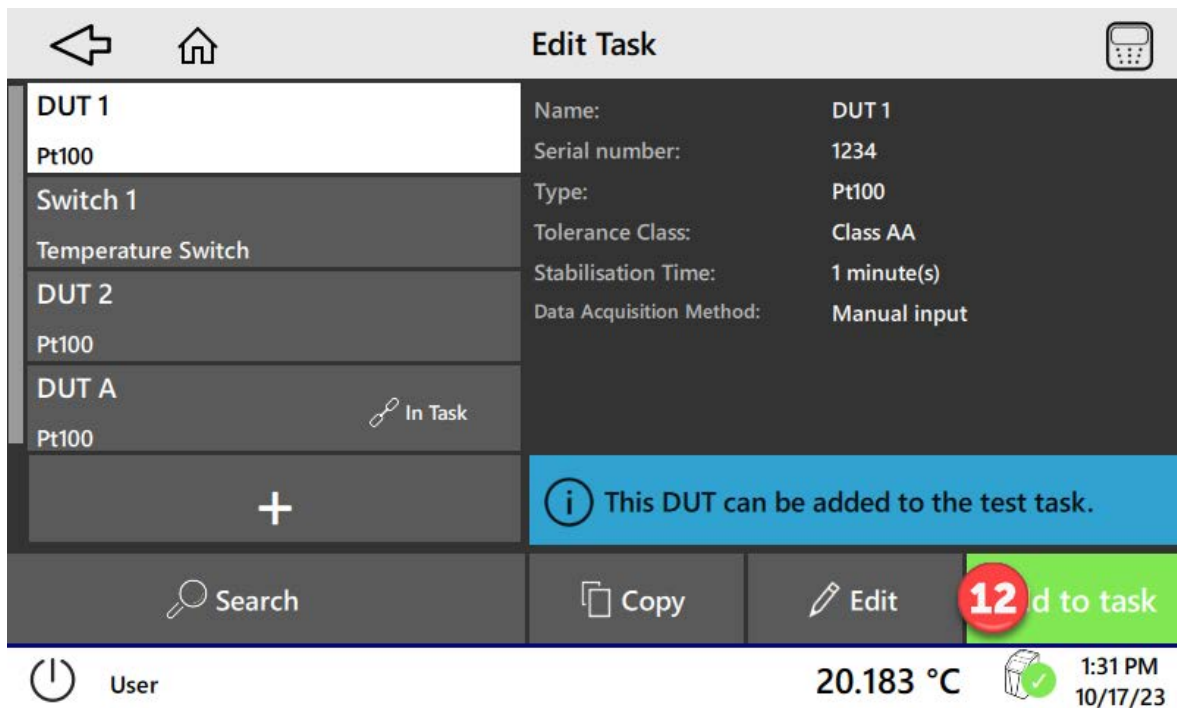 Edit Task
DUT 1
Pt100
Switch 1
Temperature Switch
DUT 2
Pt100
DUT A
In Task
Pt100
+
Name: DUT 1
Serial number: 1234
Type: Pt100
Tolerance Class: Class AA
Stabilisation Time: 1 minute(s)
Data Acquisition Method: Manual input
i This DUT can be added to the test task.
Search Copy Edit 12 d to task
User 20.183 °C 1:31 PM
10/17/23